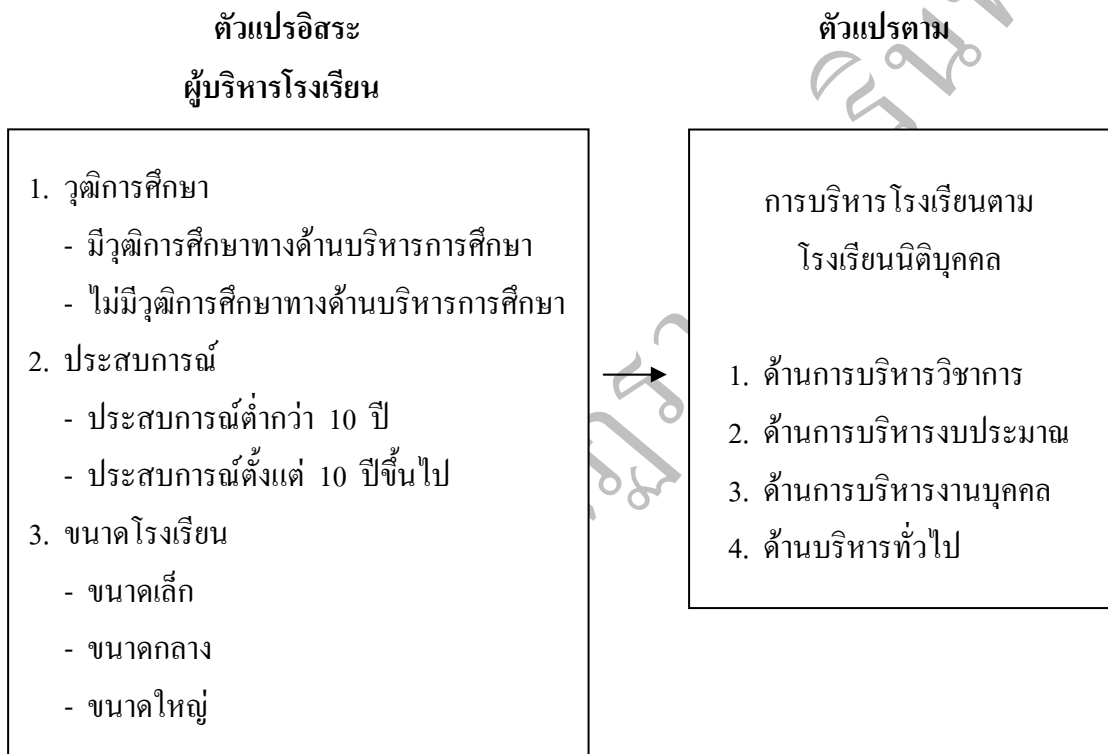 ตัวแปรอิสระ
ผู้บริหารโรงเรียน
1. วุฒิการศึกษา
- มีวุฒิการศึกษาทางด้านบริหารการศึกษา
- ไม่มีวุฒิการศึกษาทางด้านบริหารการศึกษา
2. ประสบการณ์
- ประสบการณ์ต่ำกว่า 10 ปี
- ประสบการณ์ตั้งแต่ 10 ปีขึ้นไป
3. ขนาดโรงเรียน
- ขนาดเล็ก
- ขนาดกลาง
- ขนาดใหญ่
ตัวแปรตาม
การบริหารโรงเรียนตาม
โรงเรียนนิติบุคคล
1. ด้านการบริหารวิชาการ
2. ด้านการบริหารงบประมาณ
3. ด้านการบริหารงานบุคคล
4. ด้านบริหารทั่วไป